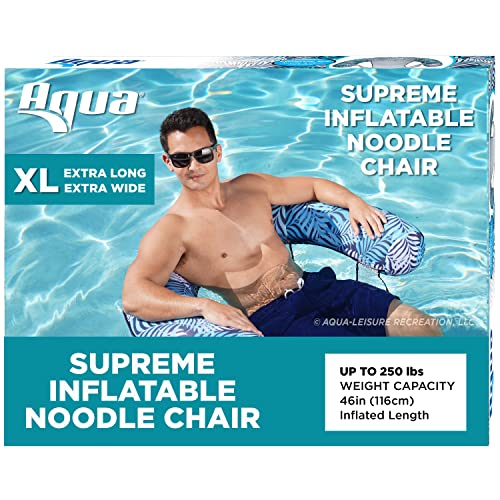 Aqua®
SUPREME
INFLATABLE
NOODLE
CHAIR
XL EXTRA LONG
EXTRA WIDE
© AQUA-LEISURE RECREATION, LLC
SUPREME
INFLATABLE
NOODLE CHAIR
UP TO 250 lbs
WEIGHT CAPACITY
46in (116cm)
Inflated Length